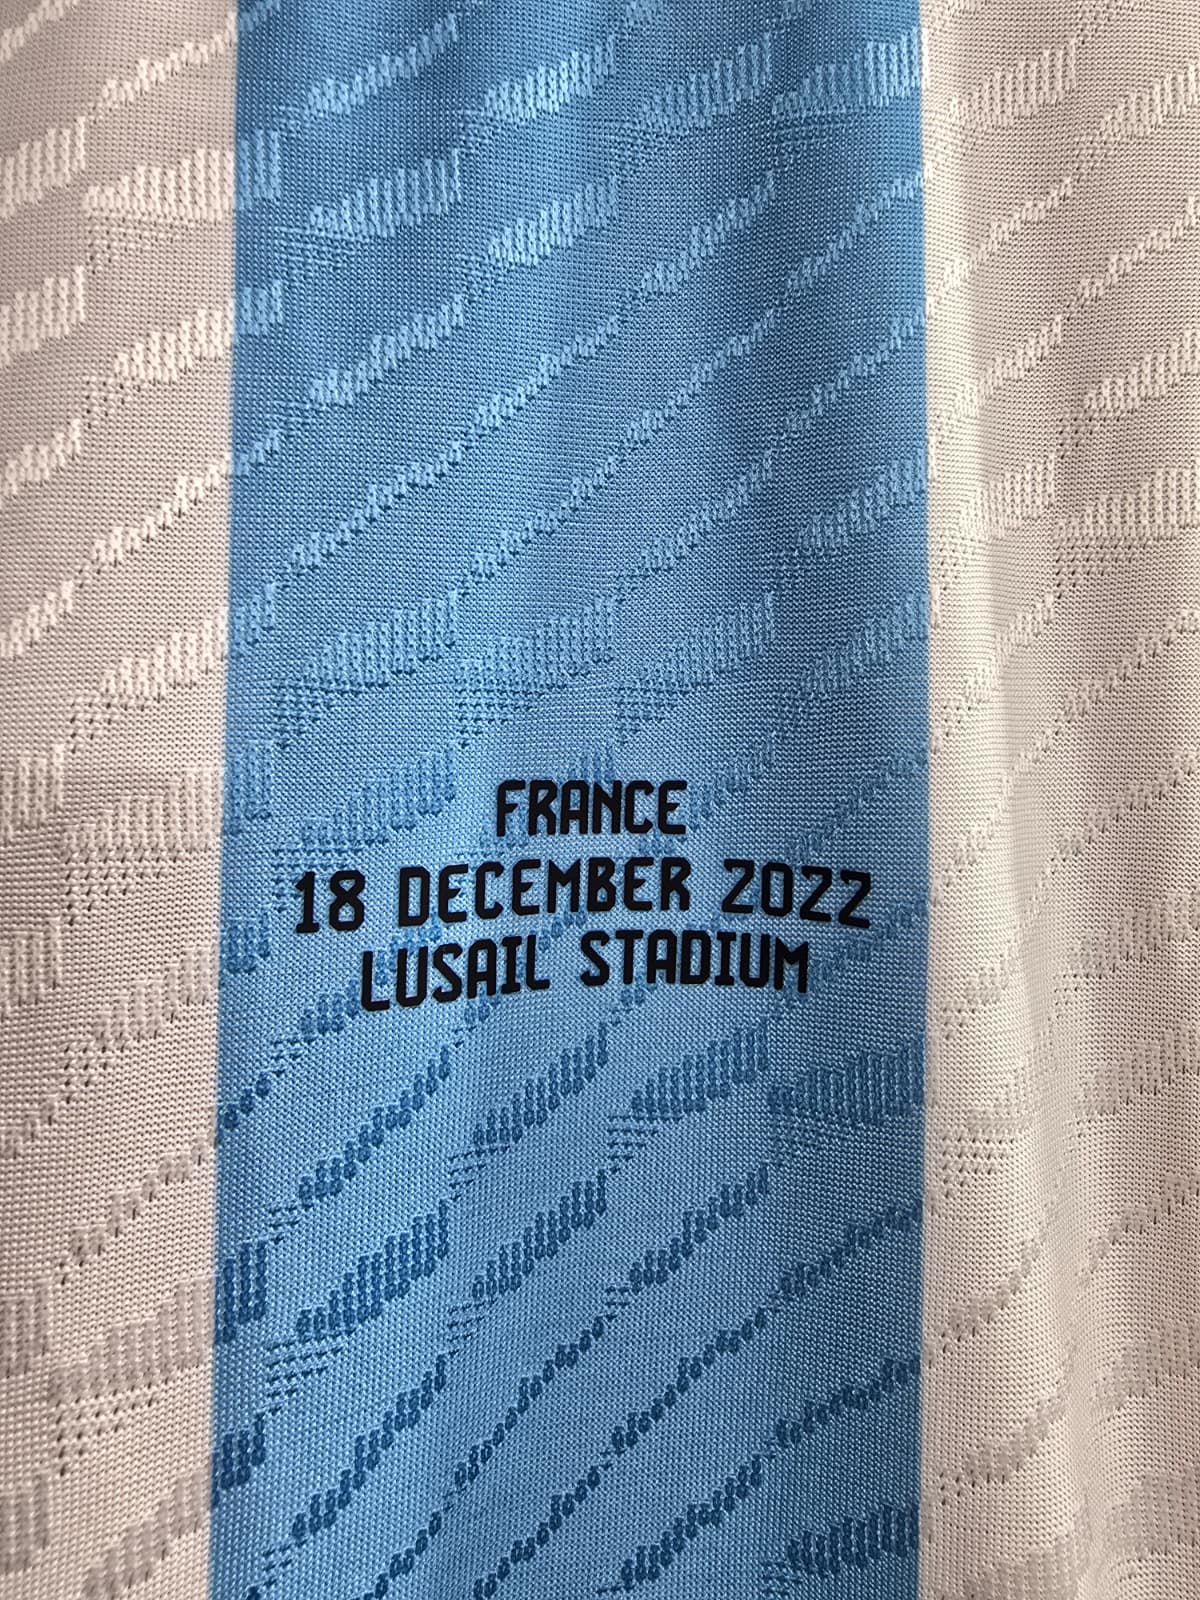 FRANCE
18 DECEMBER 2022
LUSAIL STADIUM